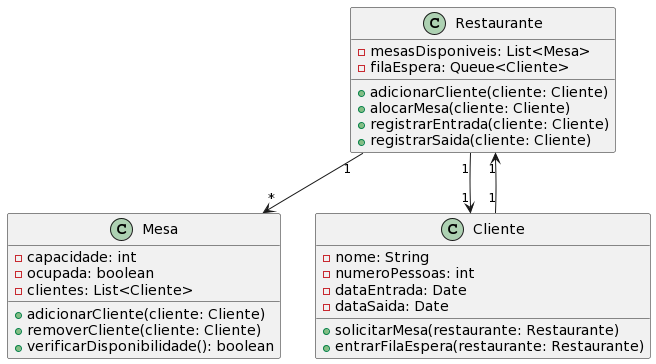 C Restaurante
mesasDisponiveis: List<Mesa>
filaEspera: Queue<Cliente>
adicionarCliente(cliente: Cliente)
alocarMesa(cliente: Cliente)
registrarEntrada(cliente: Cliente)
registrarSaida(cliente: Cliente)
1
1
1
*
1
1
C Mesa
capacidade: int
ocupada: boolean
clientes: List<Cliente>
adicionarCliente(cliente: Cliente)
removerCliente(cliente: Cliente)
verificarDisponibilidade(): boolean
C Cliente
nome: String
numeroPessoas: int
dataEntrada: Date
dataSaida: Date
solicitarMesa(restaurante: Restaurante)
entrarFilaEspera(restaurante: Restaurante)